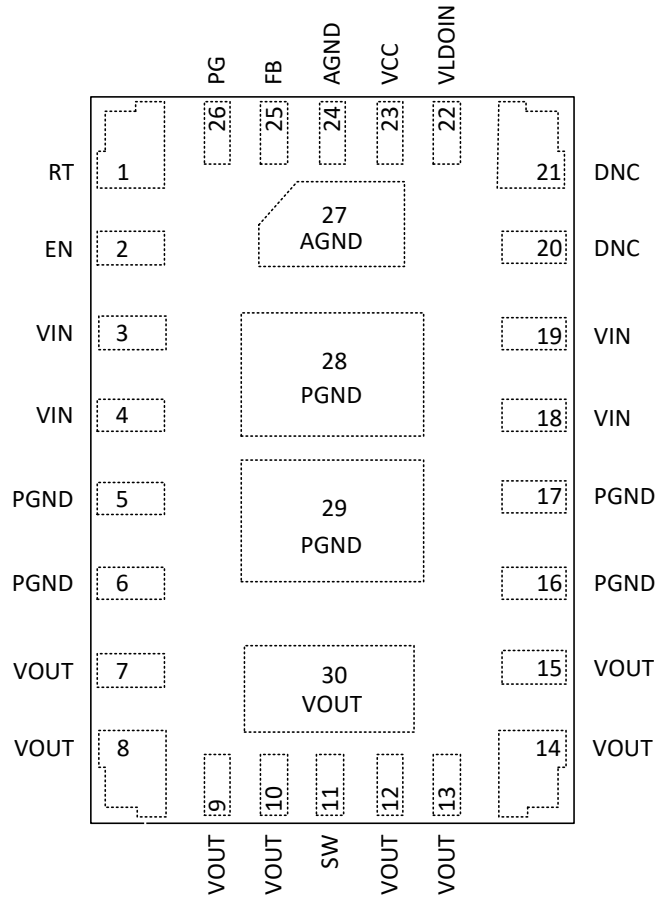 PG FB AGND VCC VLDOIN
26 25 24 23 22
RT 1 21 DNC
27
AGND
EN 2 20 DNC
VIN 3 19 VIN
28
PGND
VIN 4 18 VIN
PGND 5 17 PGND
29
PGND
PGND 6 16 PGND
VOUT 7 15 VOUT
30
VOUT
VOUT 8 14 VOUT
9 10 11 12 13
VOUT VOUT SW VOUT VOUT